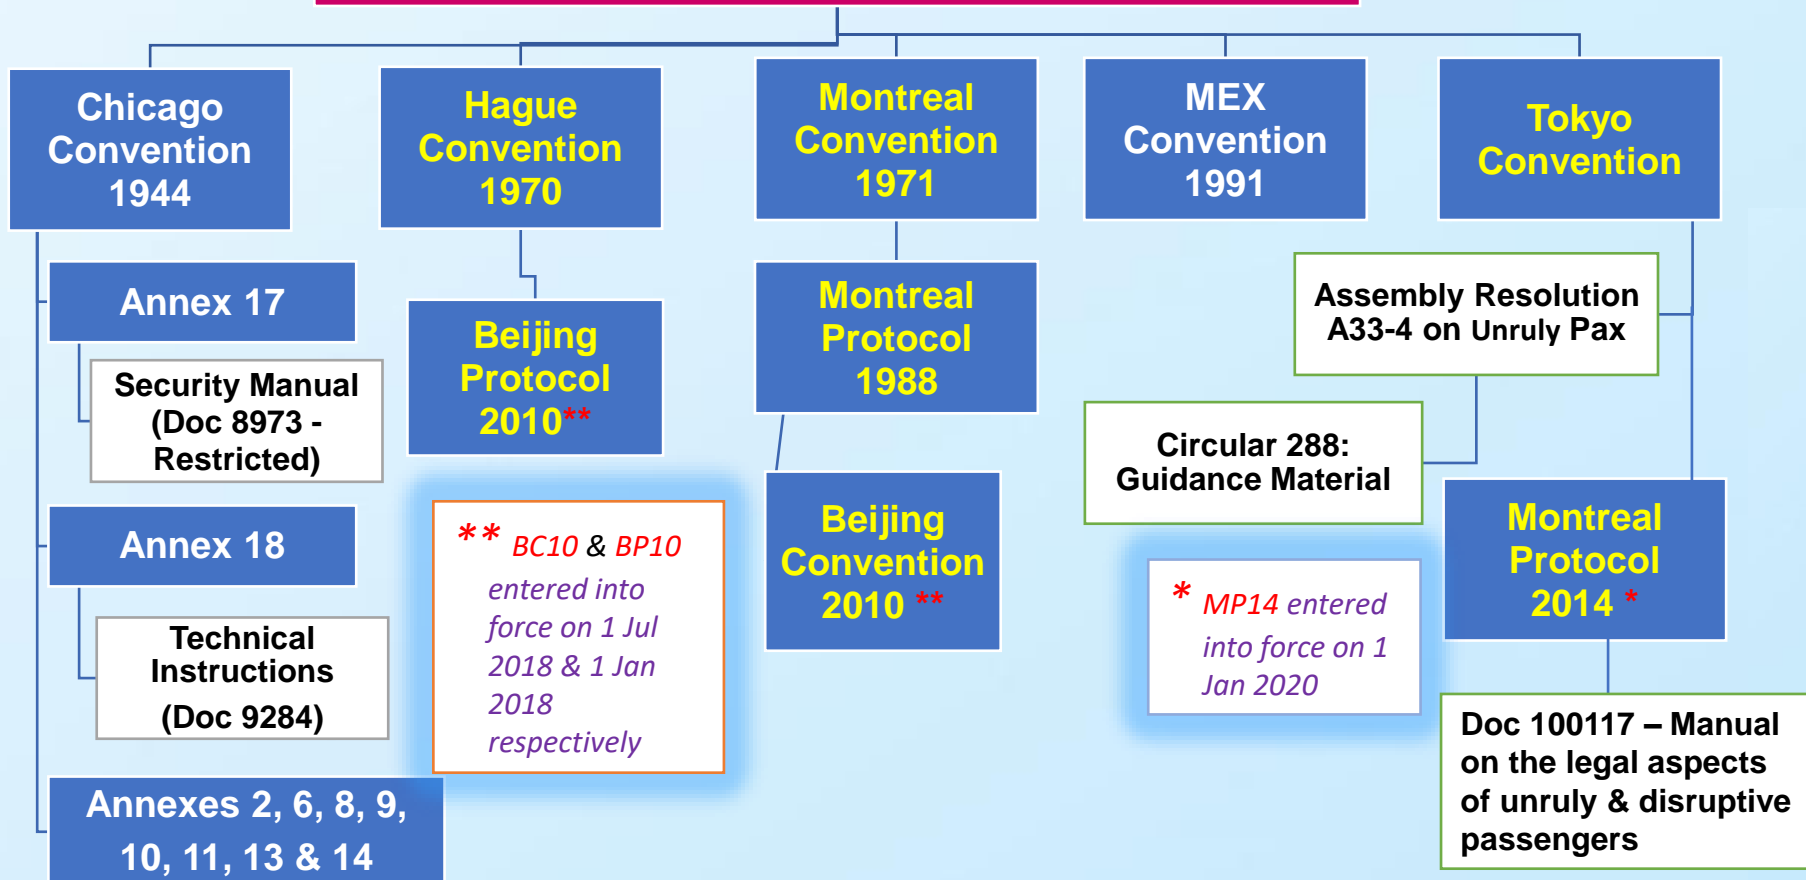 Chicago
Convention
1944
Hague
Convention
1970
Montreal
Convention
1971
MEX
Convention
1991
Tokyo
Convention
Annex 17
Security Manual
(Doc 8973 -
Restricted)
Annex 18
Technical
Instructions
(Doc 9284)
Annexes 2, 6, 8, 9,
10, 11, 13 & 14
Beijing
Protocol
2010**
** BC10 & BP10
entered into
force on 1 Jul
2018 & 1 Jan
2018
respectively
Montreal
Protocol
1988
Beijing
Convention
2010 **
Assembly Resolution
A33-4 on Unruly Pax
Circular 288:
Guidance Material
Montreal
Protocol
2014 *
* MP14 entered
into force on 1
Jan 2020
Doc 100117 – Manual
on the legal aspects
of unruly & disruptive
passengers